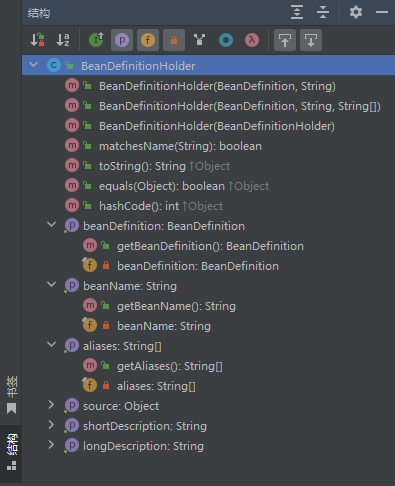 结构
BeanDefinitionHolder
BeanDefinitionHolder(BeanDefinition, String)
BeanDefinitionHolder(BeanDefinition, String, String[])
BeanDefinitionHolder(BeanDefinitionHolder)
matchesName(String): boolean
toString(): String ↑Object
equals(Object): boolean ↑Object
hashCode(): int ↑Object
beanDefinition: BeanDefinition
getBeanDefinition(): BeanDefinition
beanDefinition: BeanDefinition
beanName: String
getBeanName(): String
beanName: String
aliases: String[]
getAliases(): String[]
aliases: String[]
source: Object
shortDescription: String
longDescription: String
书签
结构